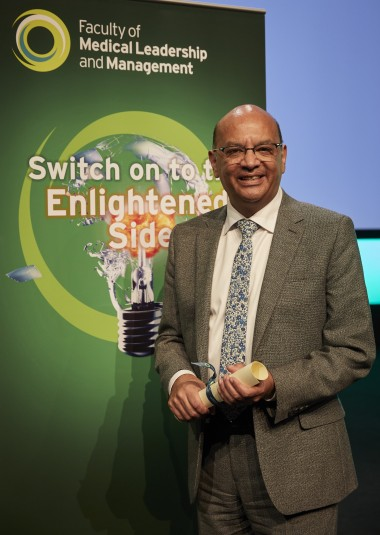 Faculty of
Medical Leadership
and Management
Switch on to t
Enlightened
Side